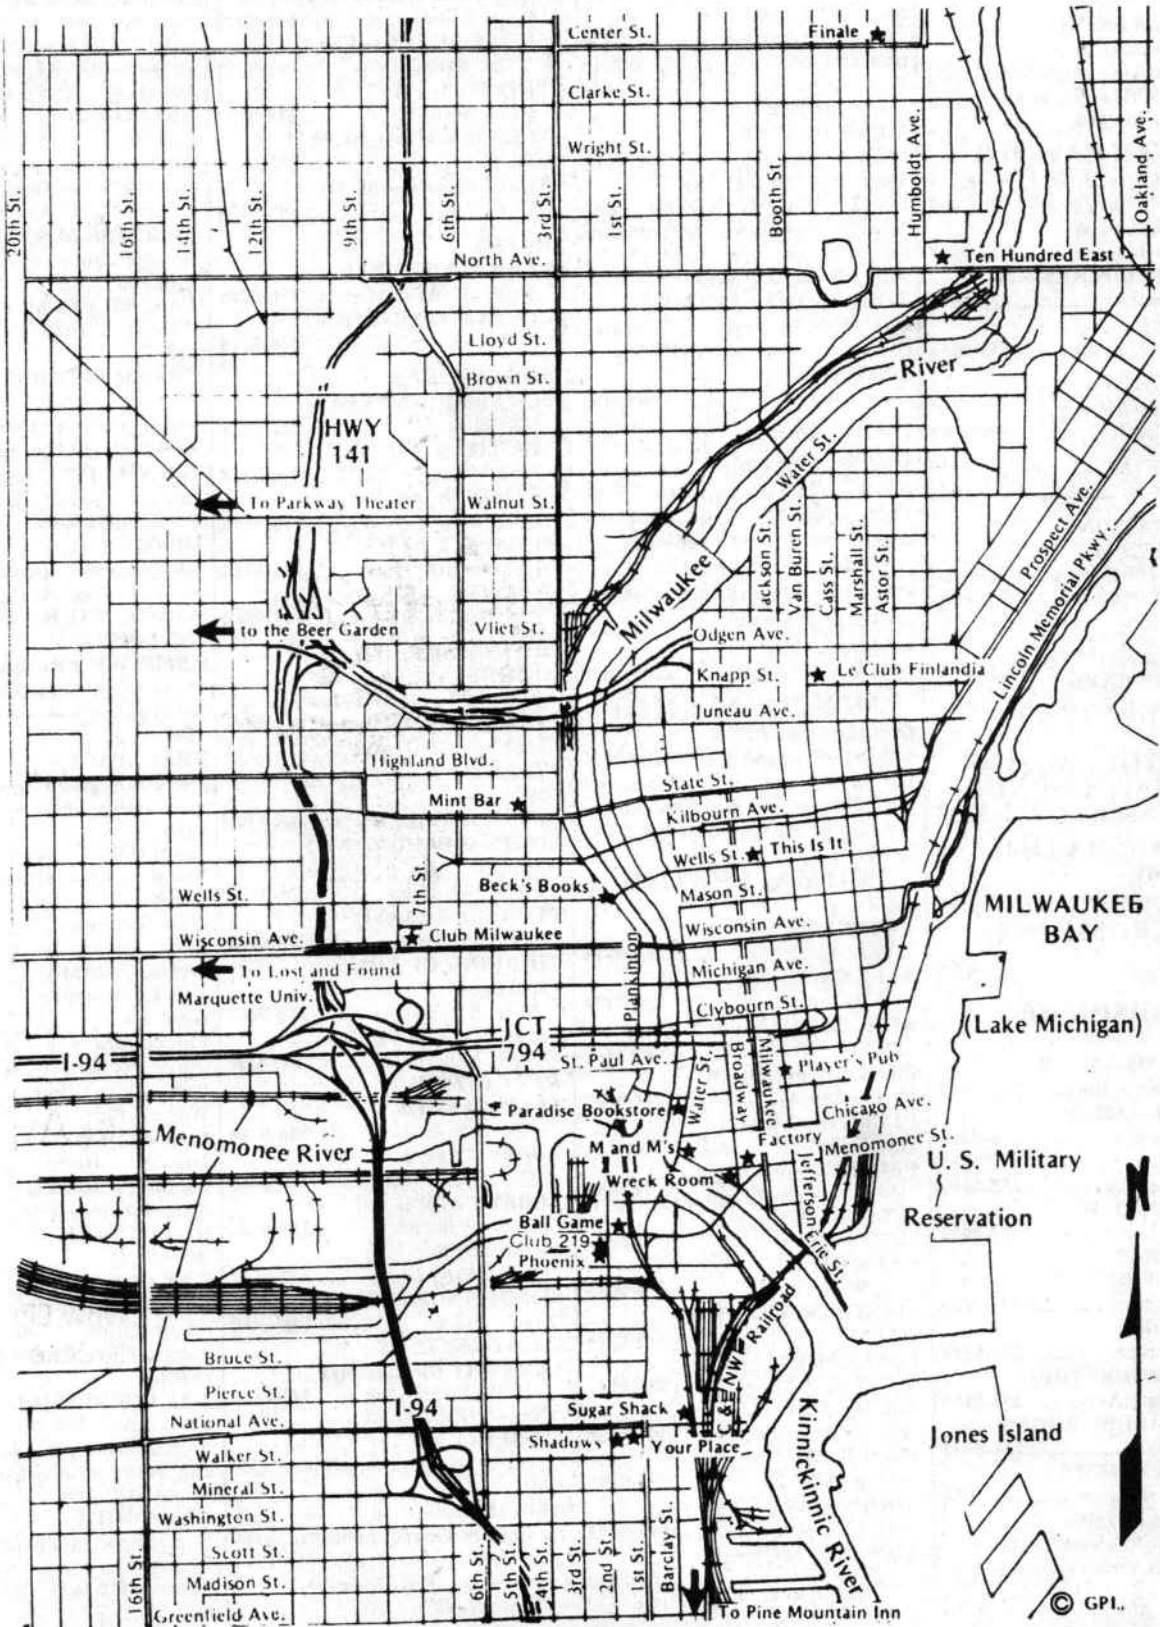 Center St.
Finale
Clarke St.
Wright St.
20th St.
16th St.
14th St.
12th St.
9th St.
6th St.
3rd St.
1st St.
Booth St.
Humboldt Ave.
Oakland Ave.
North Ave.
Ten Hundred East
Lloyd St.
Brown St.
River
HWY
141
Water St.
To Parkway Theater
Walnut St.
Prospect Ave.
Jackson St.
Van Buren St.
Cass St.
Marshall St.
Astor St.
Milwaukee
Lincoln Memorial Pkwy.
to the Beer Garden
Vliet St.
Odgen Ave.
Knapp St.
Le Club Finlandia
Juneau Ave.
Highland Blvd.
State St.
Mint Bar
Kilbourn Ave.
Wells St.
This Is It
Beck's Books
Mason St.
Wells St.
7th St
MILWAUKEE
BAY
Wisconsin Ave.
Wisconsin Ave.
Club Milwaukee
To Lost and Found
Michigan Ave.
Plankinton
Marquette Univ.
Clybourn St.
(Lake Michigan)
JCT
794
I-94
St. Paul Ave.
Water St.
Broadway
Milwaukee
Player's Pub
Paradise Bookstore
Chicago Ave.
Menomonee River
M and M's
Factory
Menomonee St.
Wreck Room
Jefferson
U. S. Military
Reservation
N
Ball Game
Club 219
Phoenix
Erie St.
C & NW Railroad
Bruce St.
Pierce St.
I-94
National Ave.
Sugar Shack
Shadows
Your Place
Kinnickinnic River
Jones Island
Walker St.
Mineral St.
Washington St.
Scott St.
Madison St.
Greenfield Ave.
16th St
6th St.
5th St.
4th St.
3rd St.
2nd St.
1st St.
Barclay St.
To Pine Mountain Inn
© GPI..